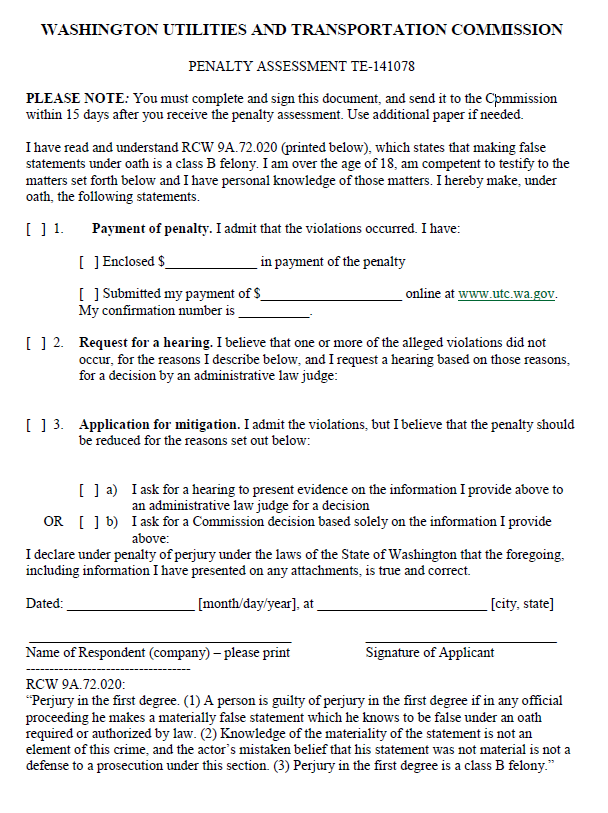 WASHINGTON UTILITIES AND TRANSPORTATION COMMISSION
PENALTY ASSESSMENT TE-141078
PLEASE NOTE: You must complete and sign this document, and send it to the Commission
within 15 days after you receive the penalty assessment. Use additional paper if needed.
I have read and understand RCW 9A.72.020 (printed below), which states that making false
statements under oath is a class B felony. I am over the age of 18, am competent to testify to the
matters set forth below and I have personal knowledge of those matters. I hereby make, under
oath, the following statements.
[ ] 1. Payment of penalty. I admit that the violations occurred. I have:
[ ] Enclosed $______________ in payment of the penalty
[ ] Submitted my payment of $_____________________ online at www.utc.wa.gov.
My confirmation number is __________.
[ ] 2. Request for a hearing. I believe that one or more of the alleged violations did not
occur, for the reasons I describe below, and I request a hearing based on those reasons,
for a decision by an administrative law judge:
[ ] 3. Application for mitigation. I admit the violations, but I believe that the penalty should
be reduced for the reasons set out below:
[ ] a) I ask for a hearing to present evidence on the information I provide above to
an administrative law judge for a decision
OR [ ] b) I ask for a Commission decision based solely on the information I provide
above:
I declare under penalty of perjury under the laws of the State of Washington that the foregoing,
including information I have presented on any attachments, is true and correct.
Dated: ___________________ [month/day/year], at _________________________ [city, state]
_______________________________________ ____________________________
Name of Respondent (company) – please print Signature of Applicant
-----------------------------------
RCW 9A.72.020:
“Perjury in the first degree. (1) A person is guilty of perjury in the first degree if in any official
proceeding he makes a materially false statement which he knows to be false under an oath
required or authorized by law. (2) Knowledge of the materiality of the statement is not an
element of this crime, and the actor’s mistaken belief that his statement was not material is not a
defense to a prosecution under this section. (3) Perjury in the first degree is a class B felony.”